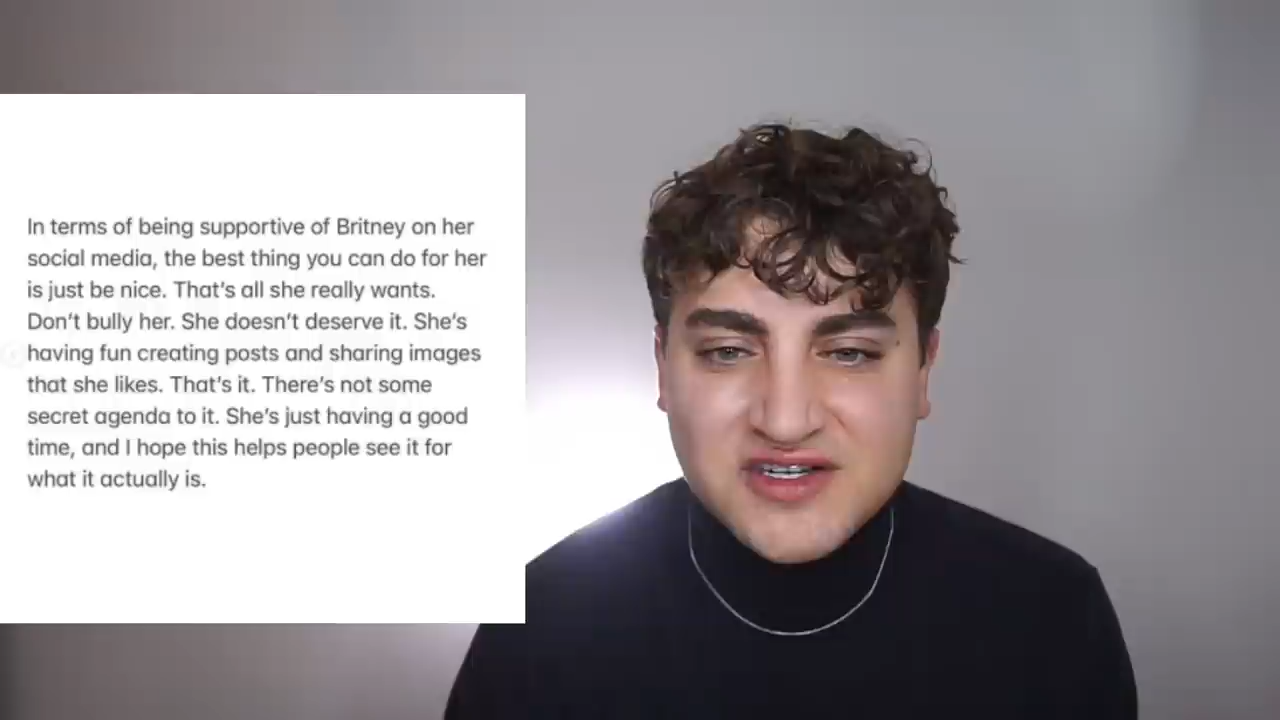 In terms of being supportive of Britney on her
social media, the best thing you can do for her
is just be nice. That's all she really wants.
Don't bully her. She doesn't deserve it. She's
having fun creating posts and sharing images
that she likes. That's it. There's not some
secret agenda to it. She's just having a good
time, and I hope this helps people see it for
what it actually is.